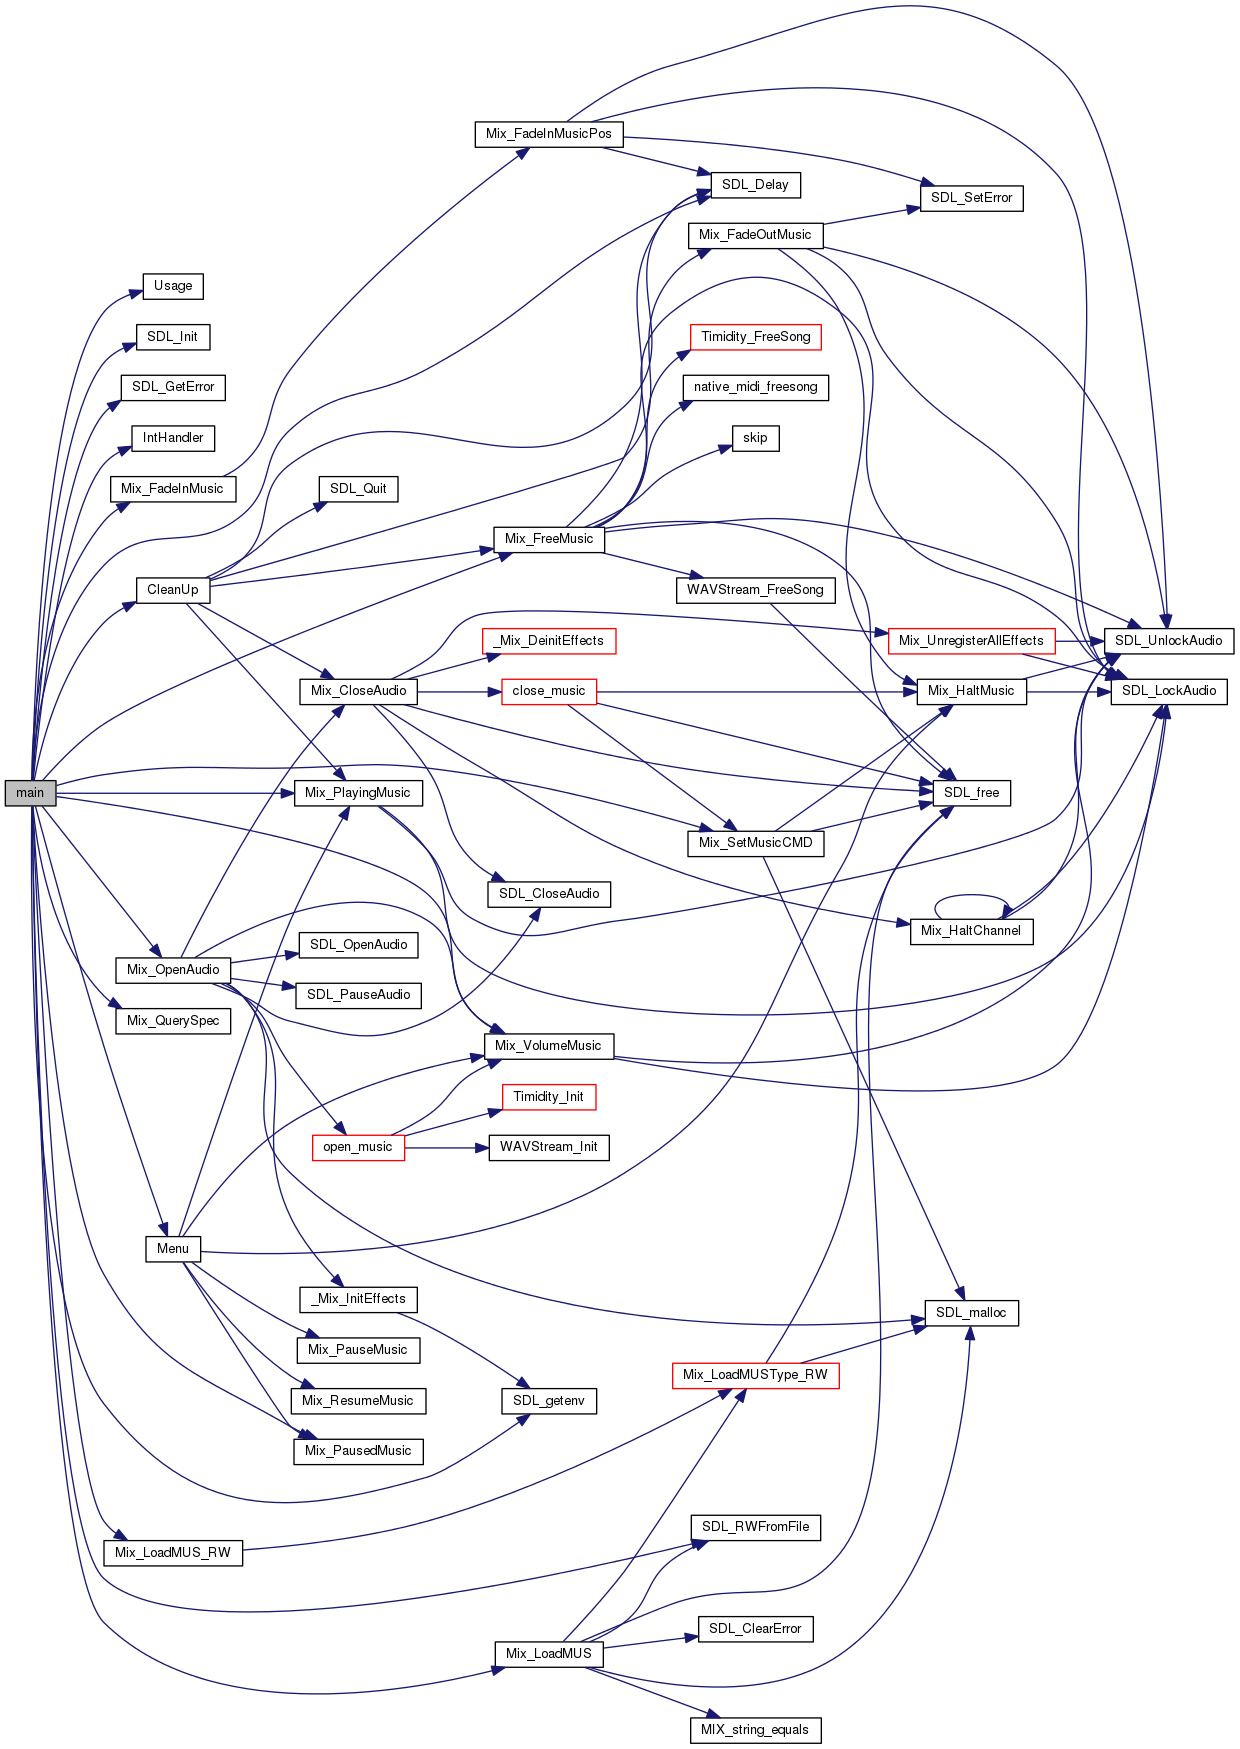 Mix_FadeInMusicPos
SDL_Delay
SDL_SetError
Mix_FadeOutMusic
Usage
SDL_Init
Timidity_FreeSong
SDL_GetError
native_midi_freesong
IntHandler
skip
Mix_FadeInMusic
SDL_Quit
Mix_FreeMusic
CleanUp
WAVStream_FreeSong
_Mix_DeinitEffects
Mix_UnregisterAllEffects
SDL_UnlockAudio
Mix_CloseAudio
close_music
Mix_HaltMusic
SDL_LockAudio
main
Mix_PlayingMusic
SDL_free
Mix_SetMusicCMD
SDL_CloseAudio
Mix_HaltChannel
SDL_OpenAudio
Mix_OpenAudio
SDL_PauseAudio
Mix_QuerySpec
Mix_VolumeMusic
Timidity_Init
open_music
WAVStream_Init
Menu
_Mix_InitEffects
SDL_malloc
Mix_PauseMusic
Mix_LoadMUSType_RW
Mix_ResumeMusic
SDL_getenv
Mix_PausedMusic
SDL_RWFromFile
Mix_LoadMUS_RW
SDL_ClearError
Mix_LoadMUS
MIX_string_equals